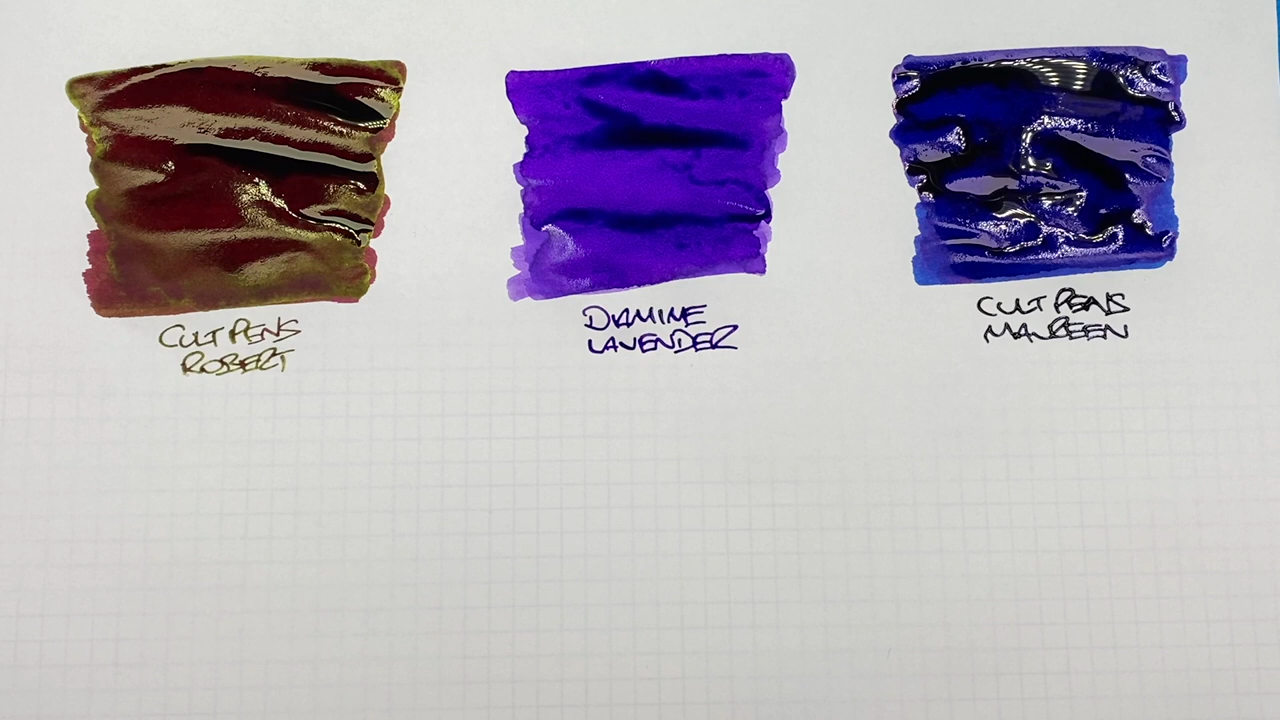 CULT PENS
ROBERT
DIAMINE
LAVENDER
CULT PENS
MAUREEN